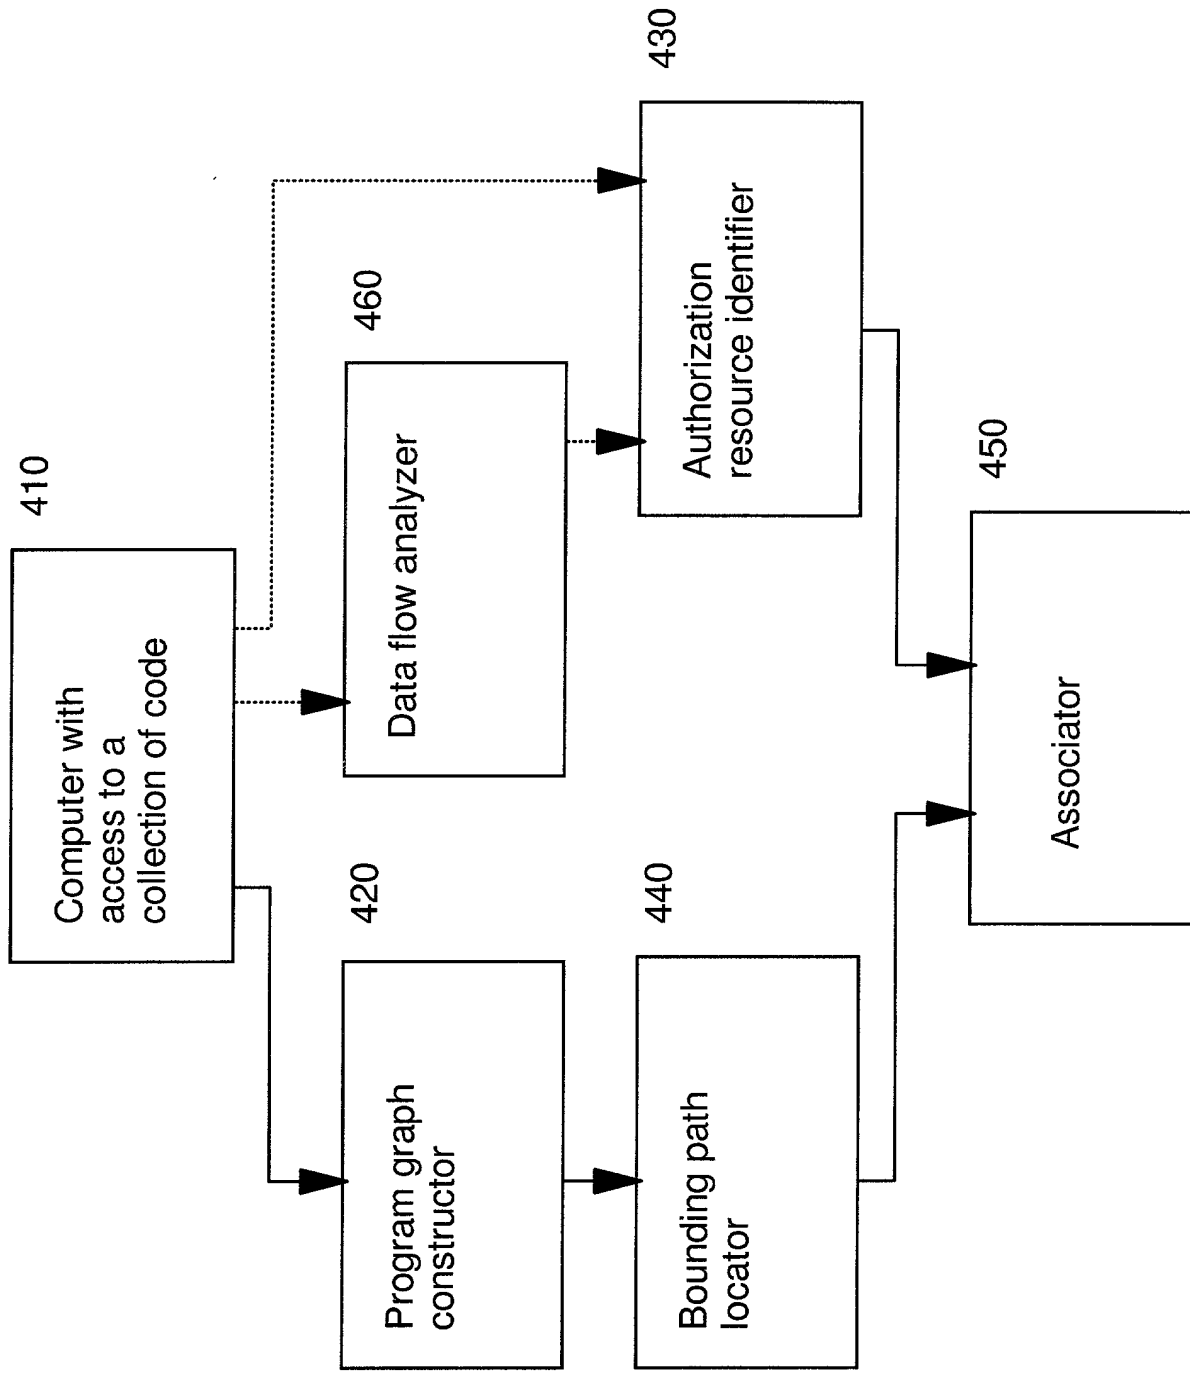 410
Computer with
access to a
collection of code
420
Program graph
constructor
460
Data flow analyzer
440
Bounding path
locator
430
Authorization
resource identifier
450
Associator